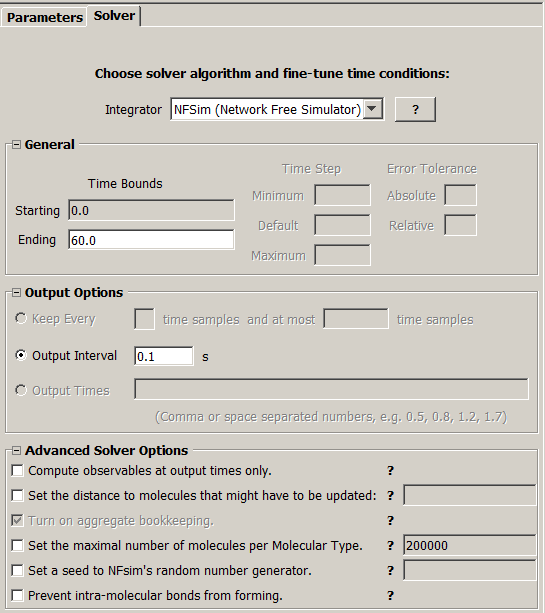 Parameters Solver
Choose solver algorithm and fine-tune time conditions:
Integrator NFSim (Network Free Simulator) ?
General
Time Step Error Tolerance
Time Bounds
Minimum Absolute
Starting 0.0
Default Relative
Ending 60.0
Maximum
Output Options
Keep Every time samples and at most time samples
Output Interval 0.1 s
Output Times
(Comma or space separated numbers, e.g. 0.5, 0.8, 1.2, 1.7)
Advanced Solver Options
Compute observables at output times only. ?
Set the distance to molecules that might have to be updated: ?
Turn on aggregate bookkeeping. ?
Set the maximal number of molecules per Molecular Type. ? 200000
Set a seed to NFsim's random number generator. ?
Prevent intra-molecular bonds from forming. ?